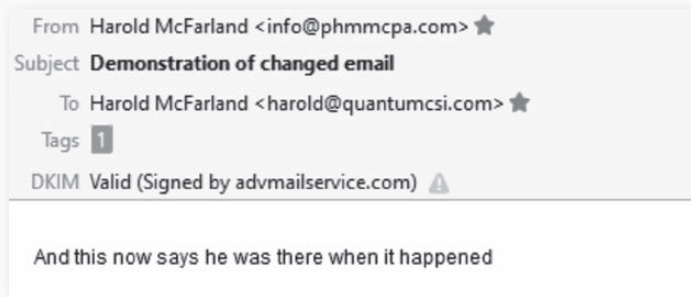 From Harold McFarland <info@phmmcpa.com>
Subject Demonstration of changed email
To Harold McFarland <harold@quantumcsi.com>
Tags 1
DKIM Valid (Signed by advmailservice.com)
And this now says he was there when it happened